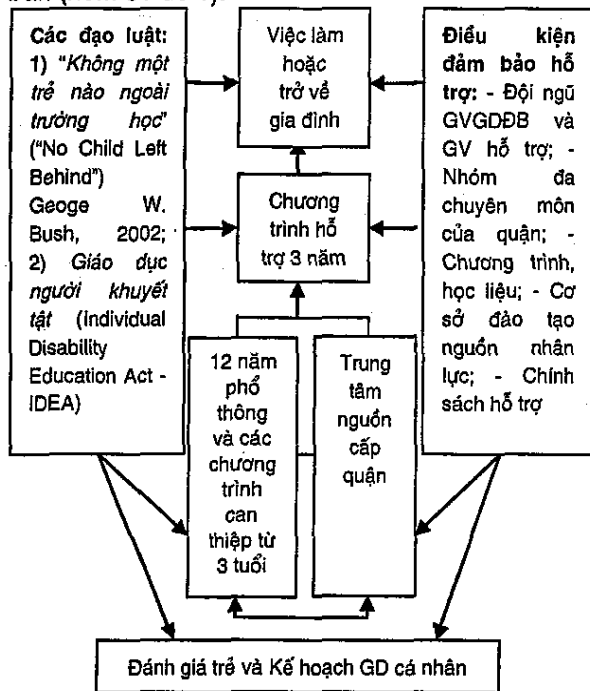 Các đạo luật:
1) "Không một
trẻ nào ngoài
trường học"
("No Child Left
Behind")
Geoge W.
Bush, 2002;
2) Giáo dục
người khuyết
tật (Individual
Disability
Education Act -
IDEA)
Việc làm
hoặc
trở về
gia đình
Chương
trình hỗ
trợ 3 năm
12 năm
phổ
thông
và các
chương
trình
can
thiệp từ
3 tuổi
Trung
tâm
nguồn
cấp
quận
Điều kiện
đảm bảo hỗ
trợ: - Đội ngũ
GVGDĐB và
GV hỗ trợ; -
Nhóm đa
chuyên môn
của quận; -
Chương trình,
học liệu; - Cơ
sở đào tạo
nguồn nhân
lực; - Chính
sách hỗ trợ
Đánh giá trẻ và Kế hoạch GD cá nhân